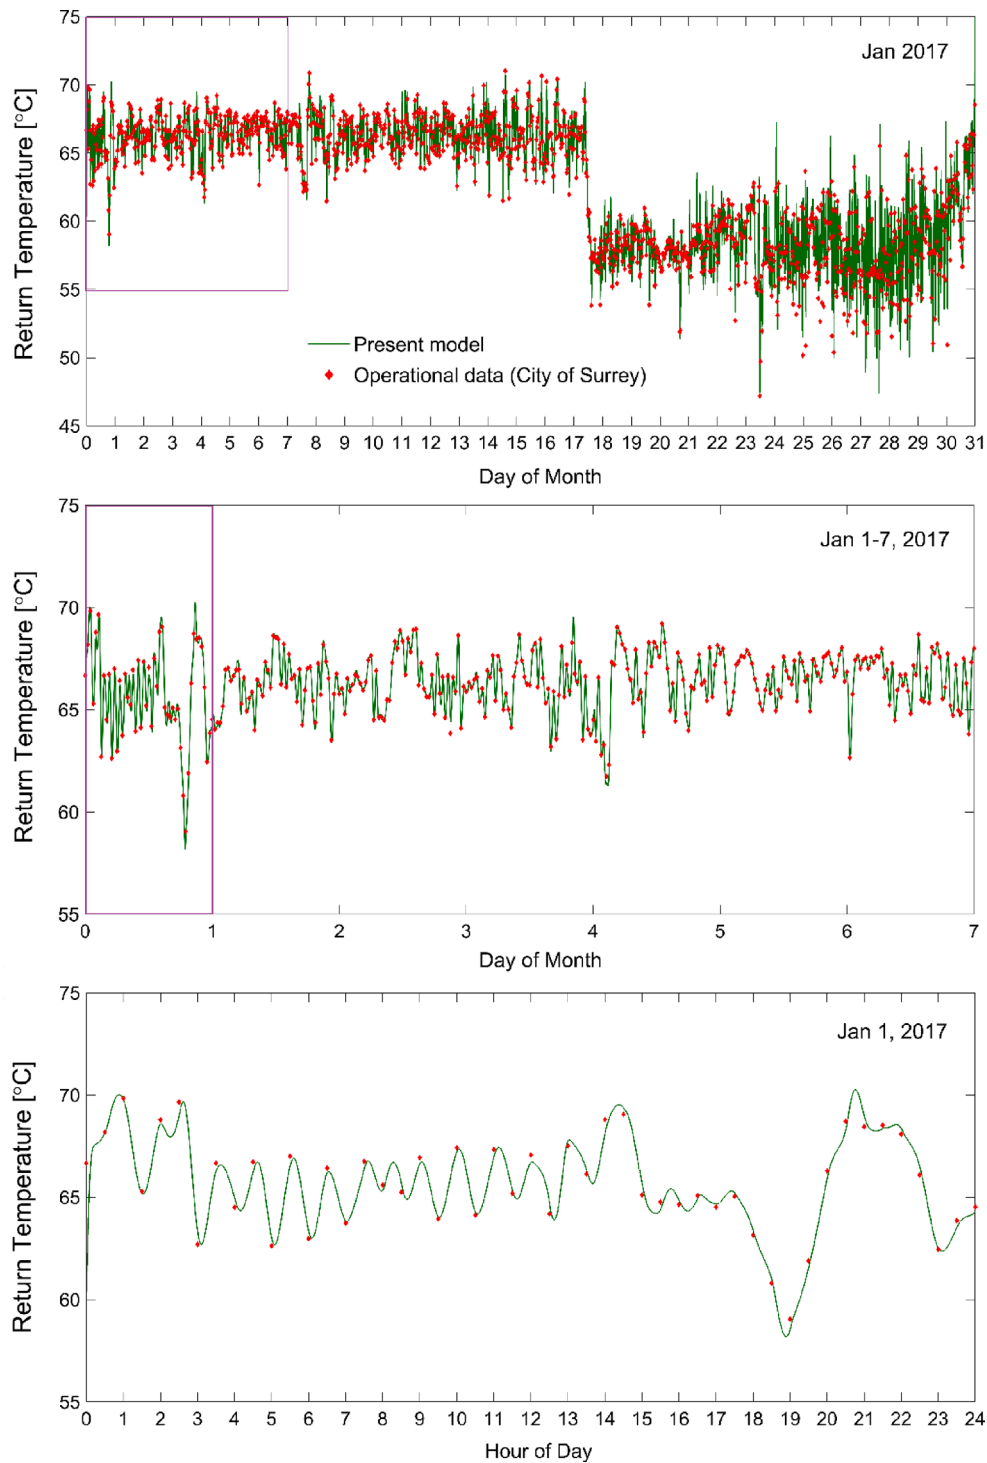 75
70
65
60
55
50
45
Return Temperature [°C]
Jan 2017
Present model
Operational data (City of Surrey)
0 1 2 3 4 5 6 7 8 9 10 11 12 13 14 15 16 17 18 19 20 21 22 23 24 25 26 27 28 29 30 31
Day of Month
75
70
65
60
55
Return Temperature [°C]
Jan 1-7, 2017
0 1 2 3 4 5 6 7
Day of Month
75
70
65
60
55
Return Temperature [°C]
Jan 1, 2017
0 1 2 3 4 5 6 7 8 9 10 11 12 13 14 15 16 17 18 19 20 21 22 23 24
Hour of Day